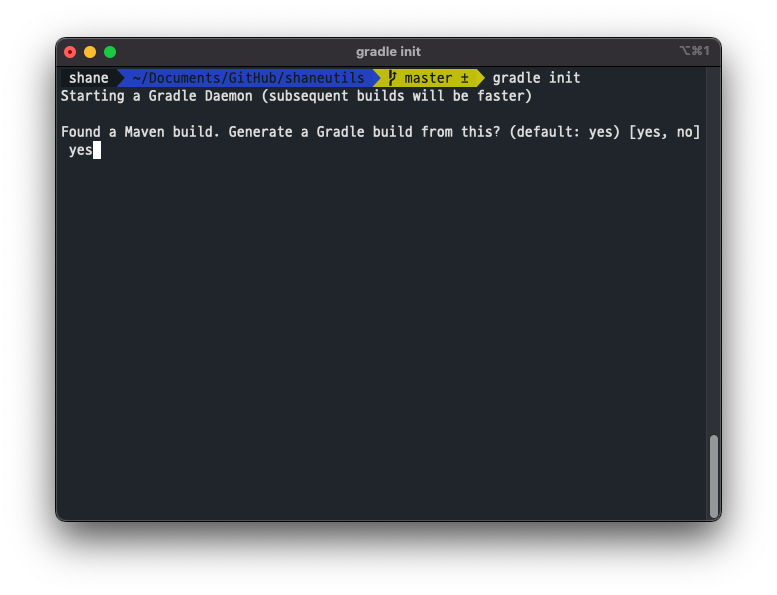 gradle init
⌥⌘1
shane ~/Documents/GitHub/shaneutils master ± gradle init
Starting a Gradle Daemon (subsequent builds will be faster)
Found a Maven build. Generate a Gradle build from this? (default: yes) [yes, no]
yes